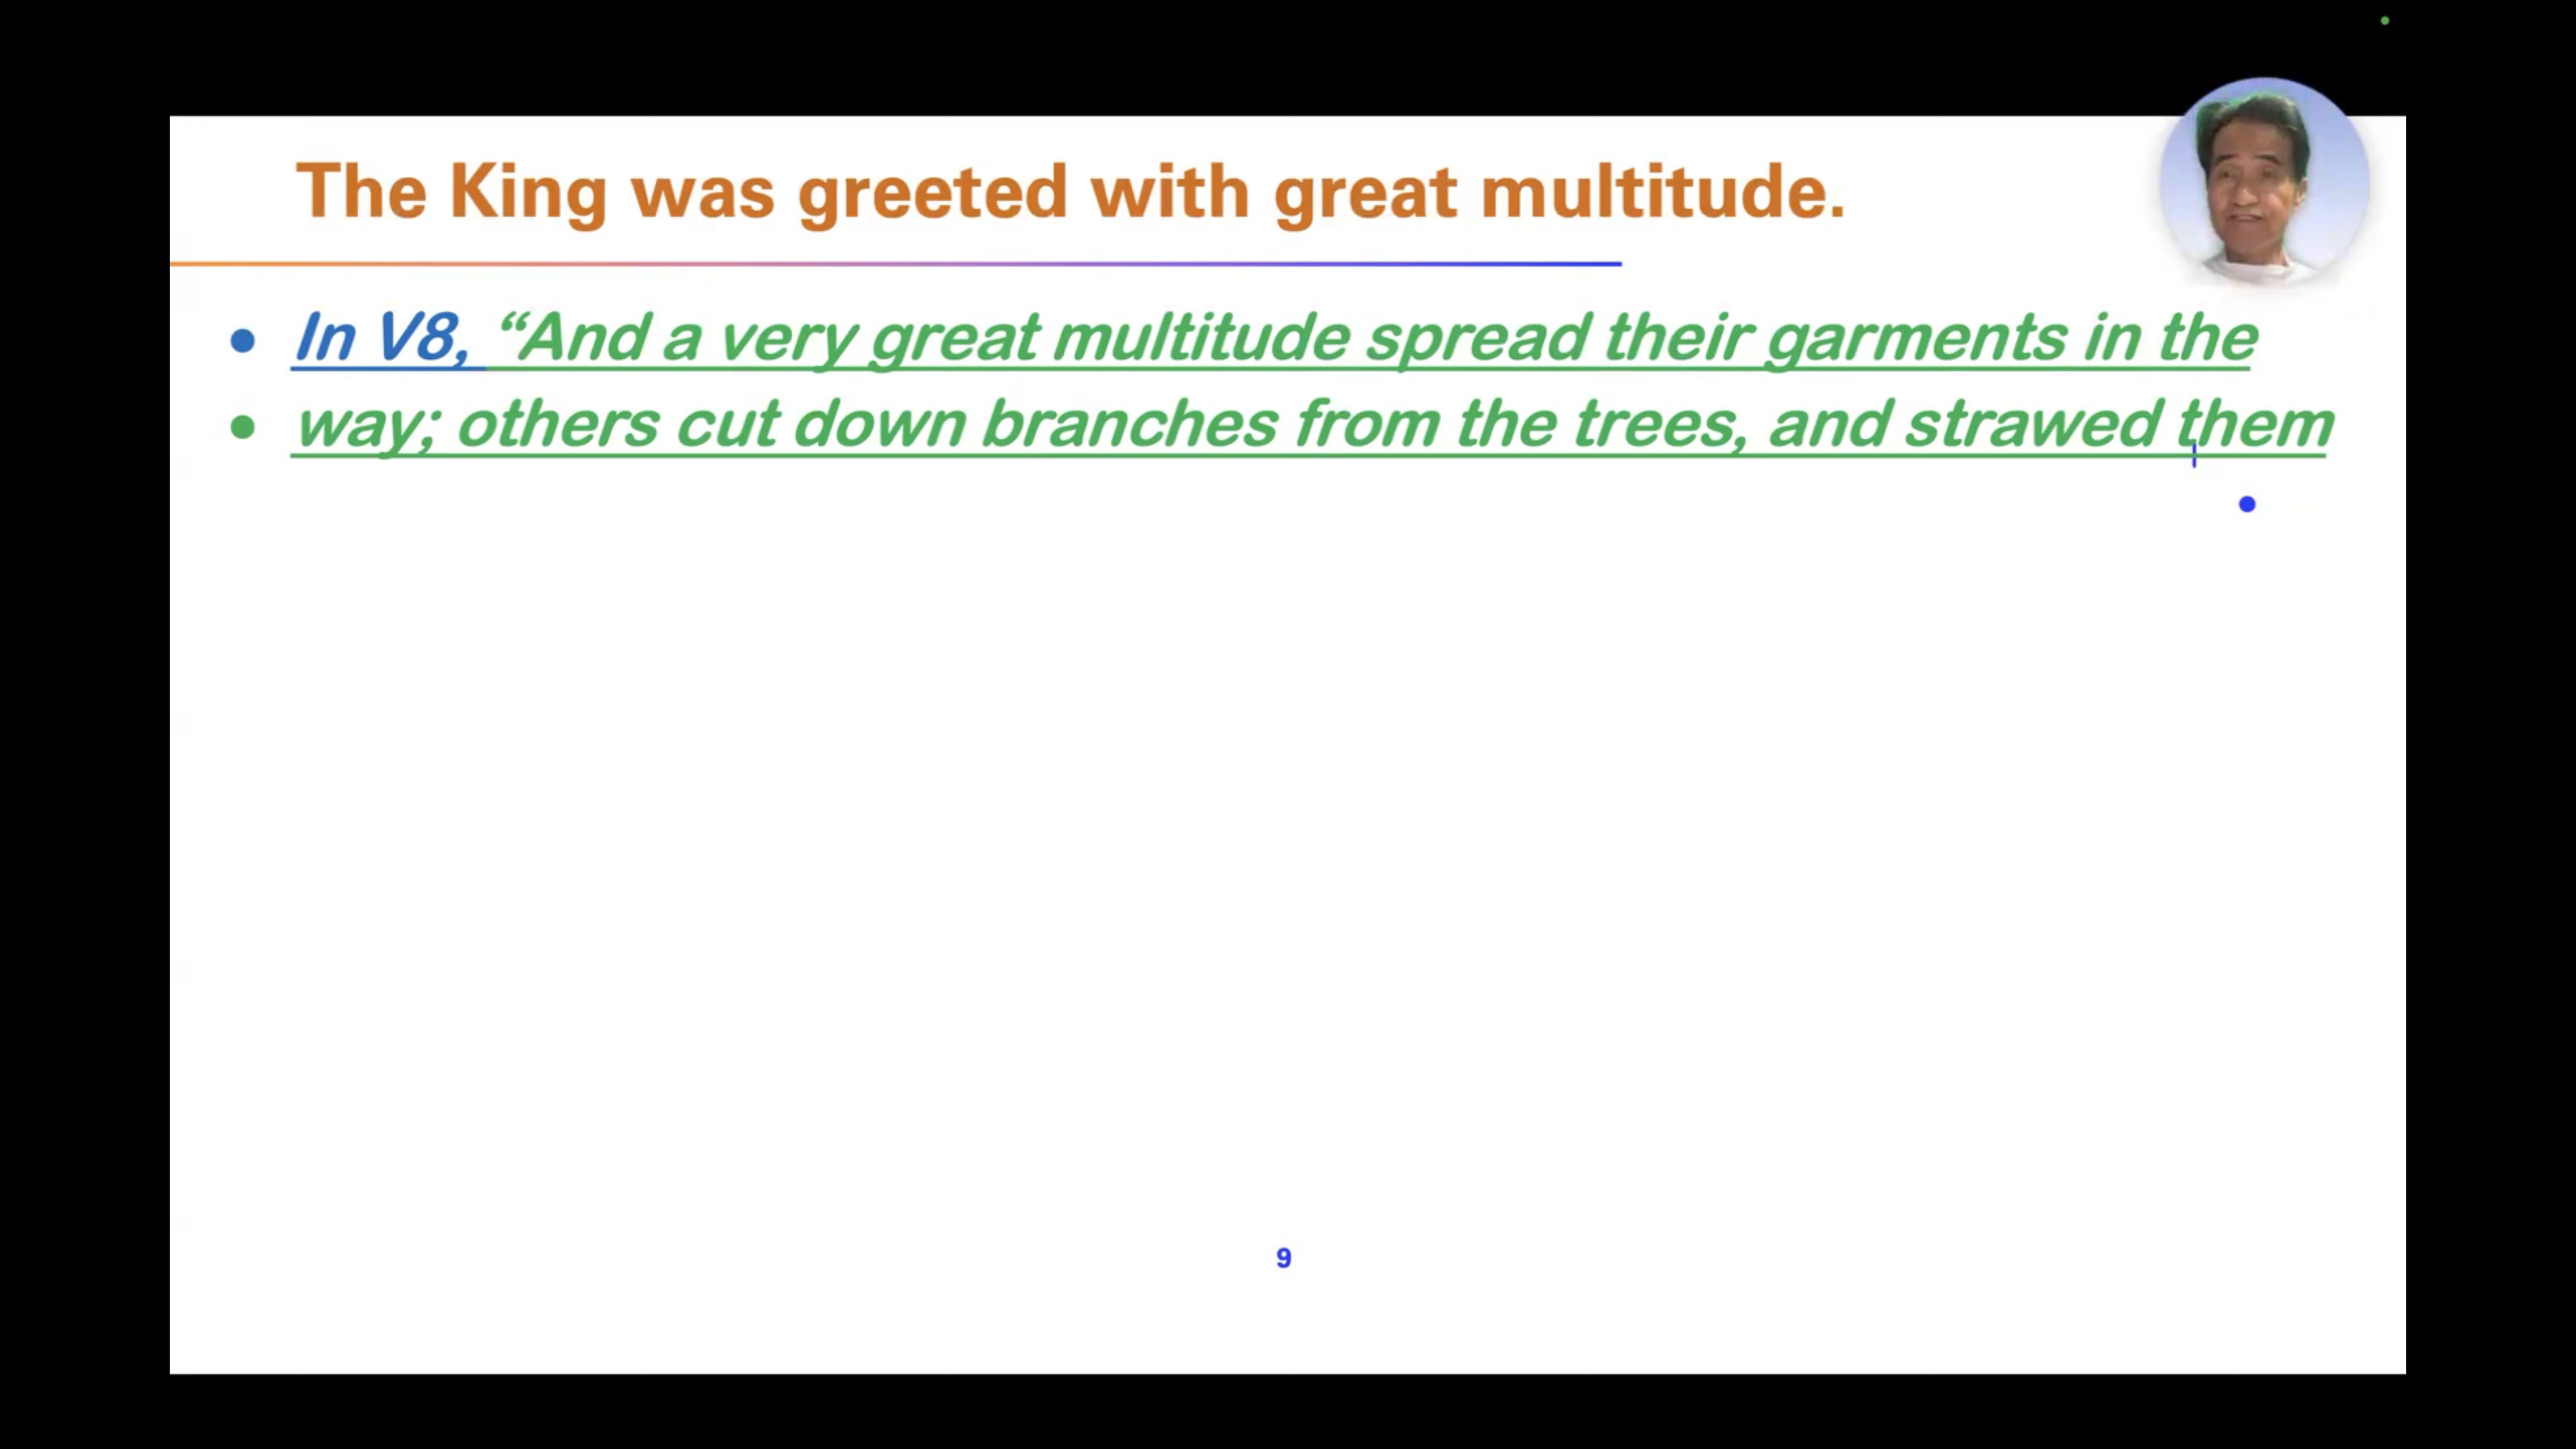 The King was greeted with great multitude.
• In V8, “And a very great multitude spread their garments in the
• way; others cut down branches from the trees, and strawed them
9